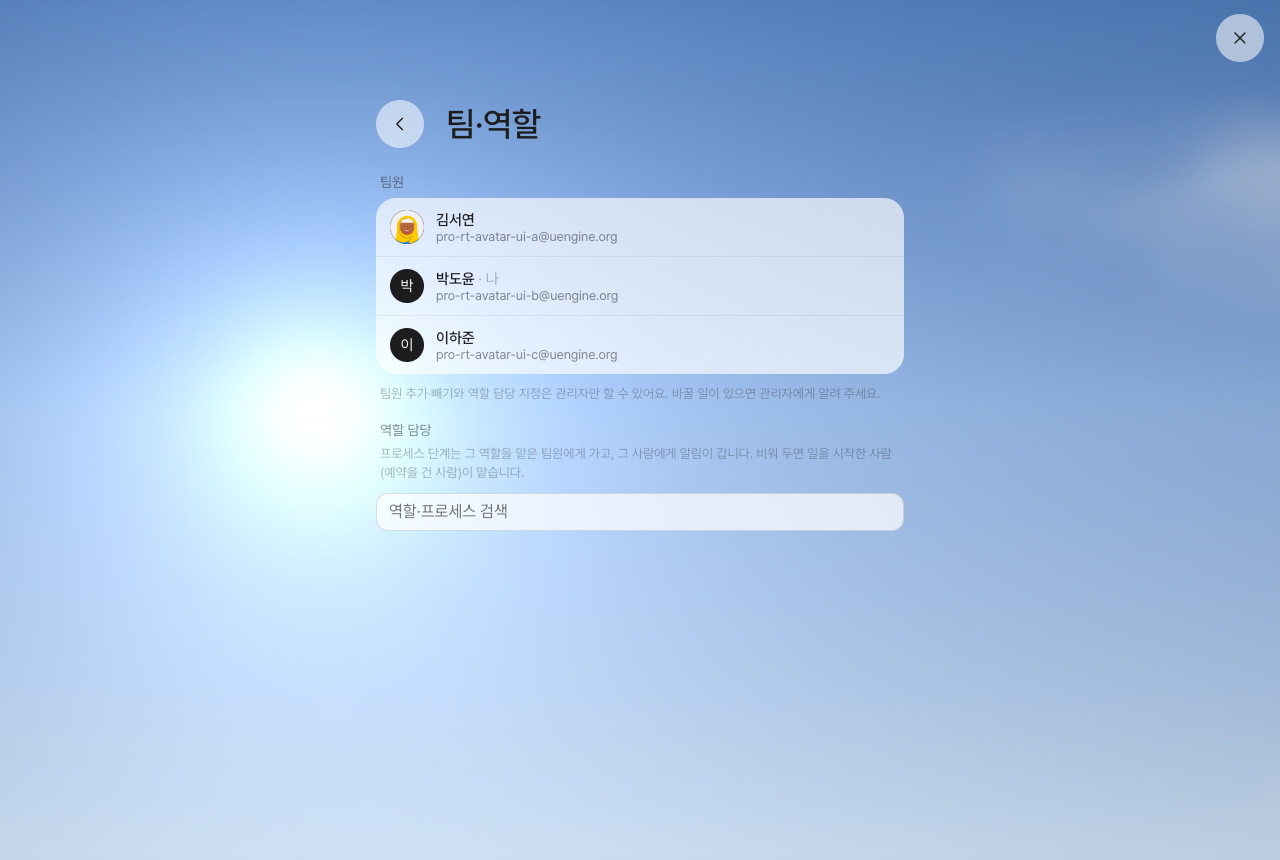 팀·역할
팀원
김서연
pro-rt-avatar-ui-a@uengine.org
박
박도윤 · 나
pro-rt-avatar-ui-b@uengine.org
이
이하준
pro-rt-avatar-ui-c@uengine.org
팀원 추가·빼기와 역할 담당 지정은 관리자만 할 수 있어요. 바꿀 일이 있으면 관리자에게 알려 주세요.
역할 담당
프로세스 단계는 그 역할을 맡은 팀원에게 가고, 그 사람에게 알림이 갑니다. 비워 두면 일을 시작한 사람
(예약을 건 사람)이 맡습니다.
역할·프로세스 검색